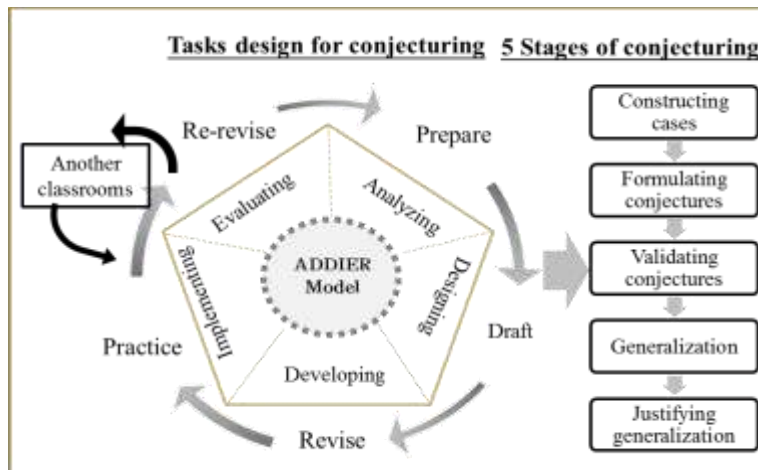 Tasks design for conjecturing
5 Stages of conjecturing
Re-revise
Prepare
Another
classrooms
Evaluating
Analyzing
ADDIER
Model
Implementing
Designing
Developing
Practice
Draft
Revise
Constructing
cases
Formulating
conjectures
Validating
conjectures
Generalization
Justifying
generalization